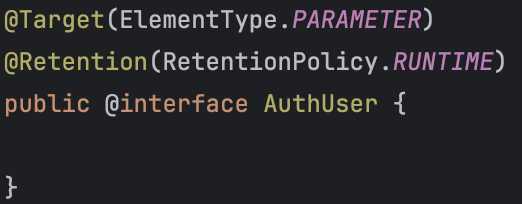 @Target(ElementType.PARAMETER)
@Retention(RetentionPolicy.RUNTIME)
public @interface AuthUser {
}